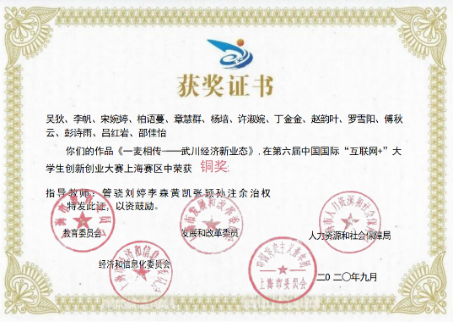 获奖证书
吴狄、李帆、宋婉婷、柏语蔓、章慧群、杨培、许淑婉、丁金金、赵韵叶、罗雪阳、傅秋
云、彭诗雨、吕红岩、邵佳怡
你们的作品《一麦相传——武川经济新业态》,在第六届中国国际“互联网+”大
学生创新创业大赛上海赛区中荣获 铜奖
指导教师: 管晓刘婷李森黄凯张颖孙注余治权
特发此证,以资鼓励。
教育委员会
发展和改革委员
人力资源和社会保障局
经济和信息化委员会
上海市委员会
二〇二〇年九月